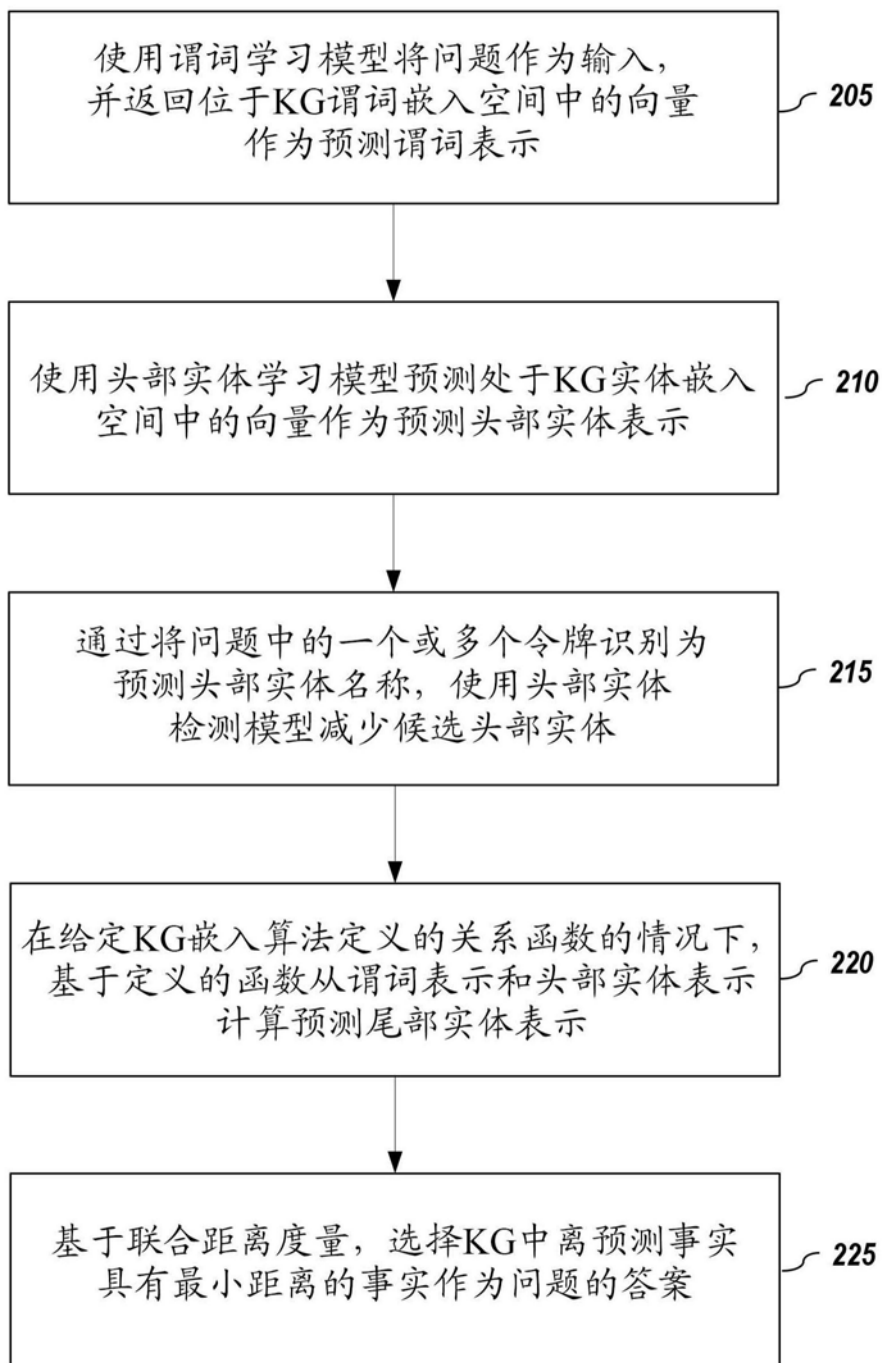 使用谓词学习模型将问题作为输入，
并返回位于KG谓词嵌入空间中的向量
作为预测谓词表示
205
使用头部实体学习模型预测处于KG实体嵌入
空间中的向量作为预测头部实体表示
210
通过将问题中的一个或多个令牌识别为
预测头部实体名称，使用头部实体
检测模型减少候选头部实体
215
在给定KG嵌入算法定义的关系函数的情况下，
基于定义的函数从谓词表示和头部实体表示
计算预测尾部实体表示
220
基于联合距离度量，选择KG中离预测事实
具有最小距离的事实作为问题的答案
225